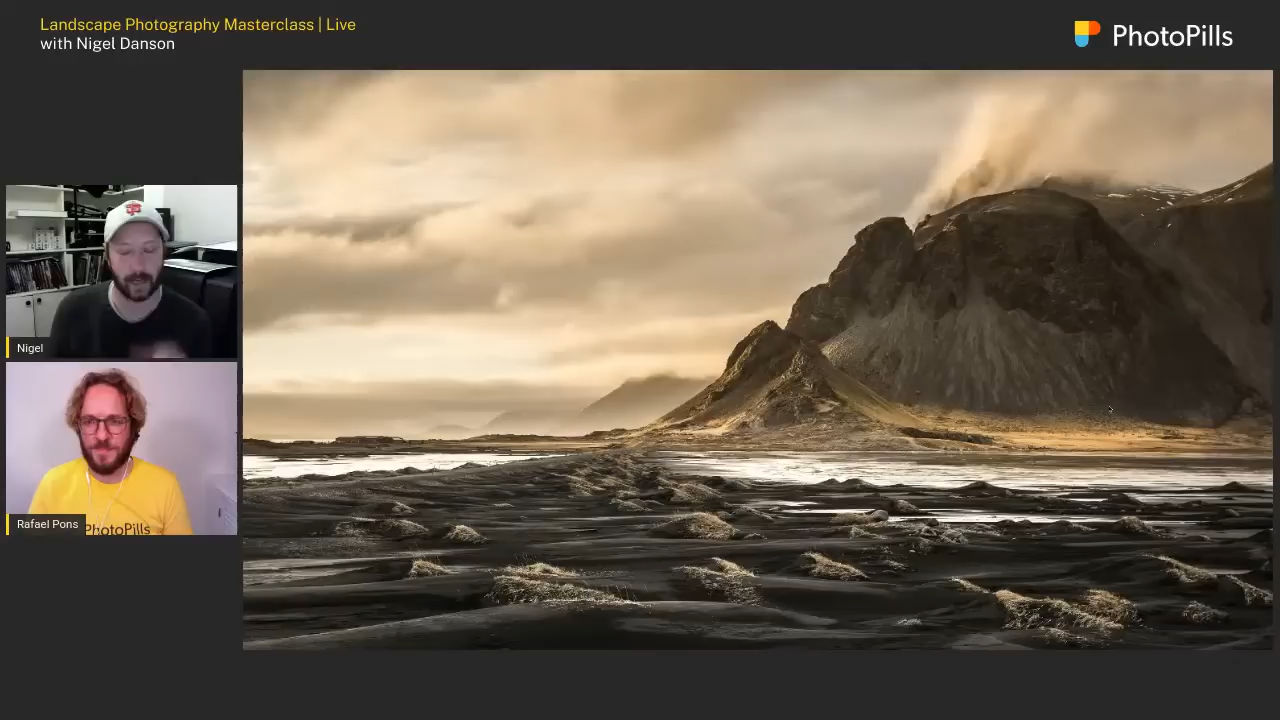 Landscape Photography Masterclass | Live
with Nigel Danson
PhotoPills
Nigel
Rafael Pons
PhotoPills